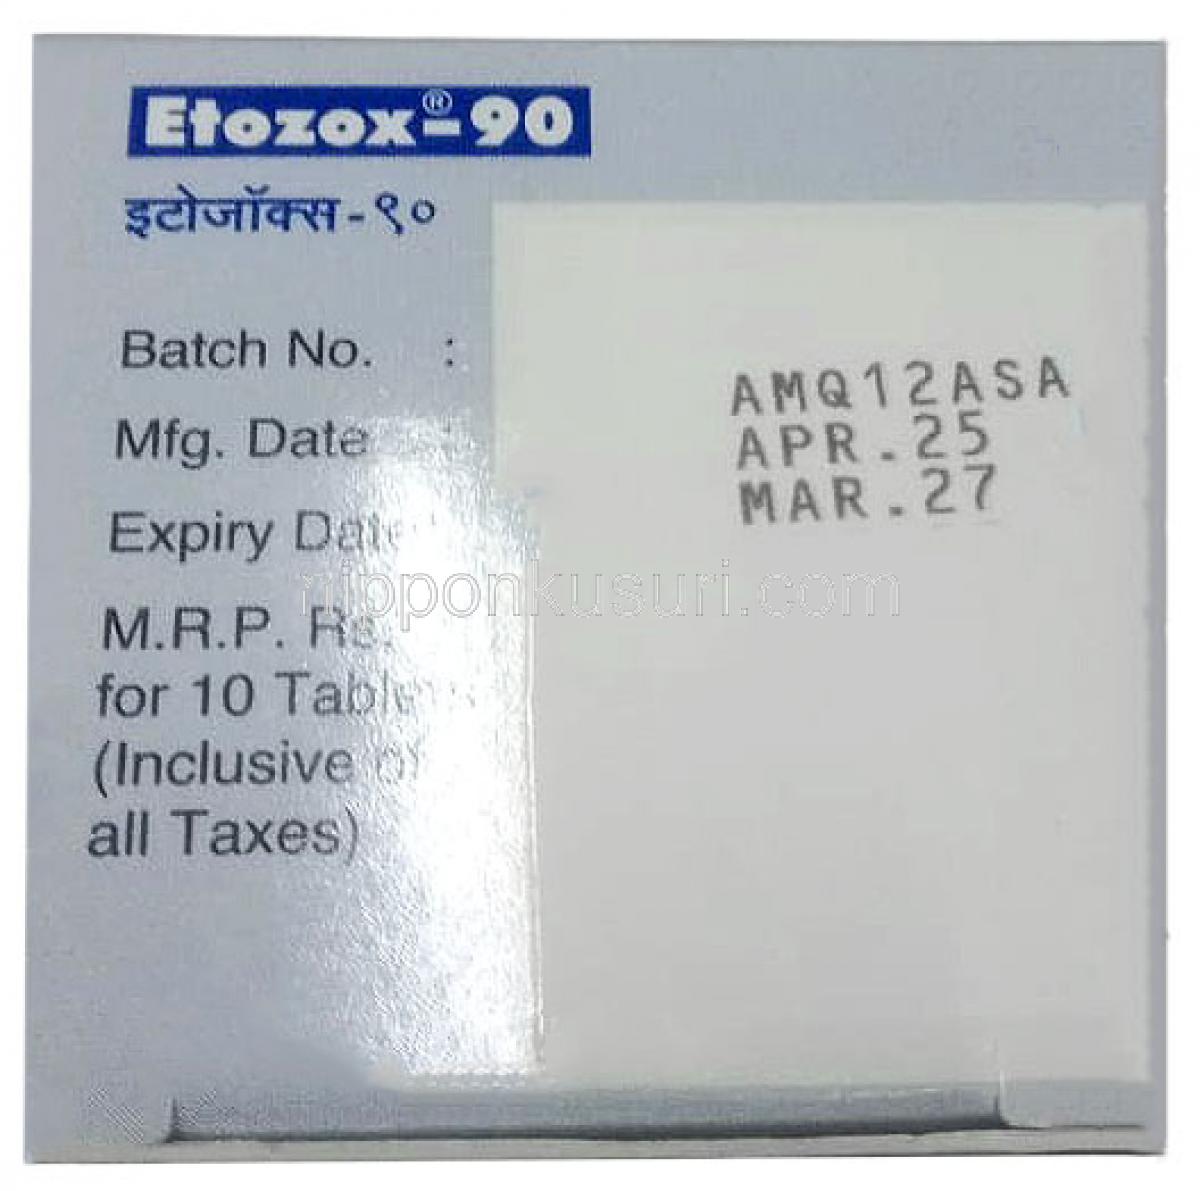 Etozox®-90
इटोजॉक्स-९०
Batch No. : AMQ12ASA
Mfg. Date : APR.25
Expiry Date MAR.27
nipponkusuri.com
M.R.P. Rs.
for 10 Tablets
(Inclusive of
all Taxes)